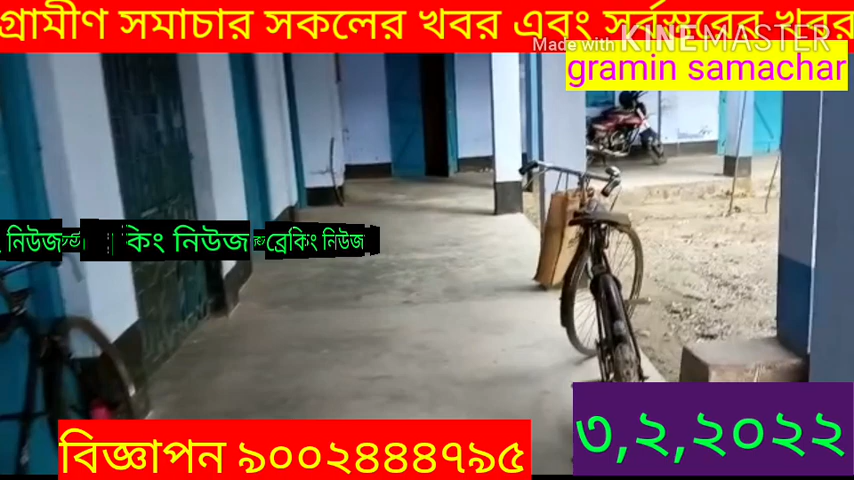 গ্রামীণ সমাচার সকলের খবর এবং সর্বস্তরের খবর
Made with KINEMASTER
gramin samachar
নিউজ কিং নিউজ ব্রেকিং নিউজ
বিজ্ঞাপন ৯০০২৪৪৪৭৯৫
৩,২,২০২২